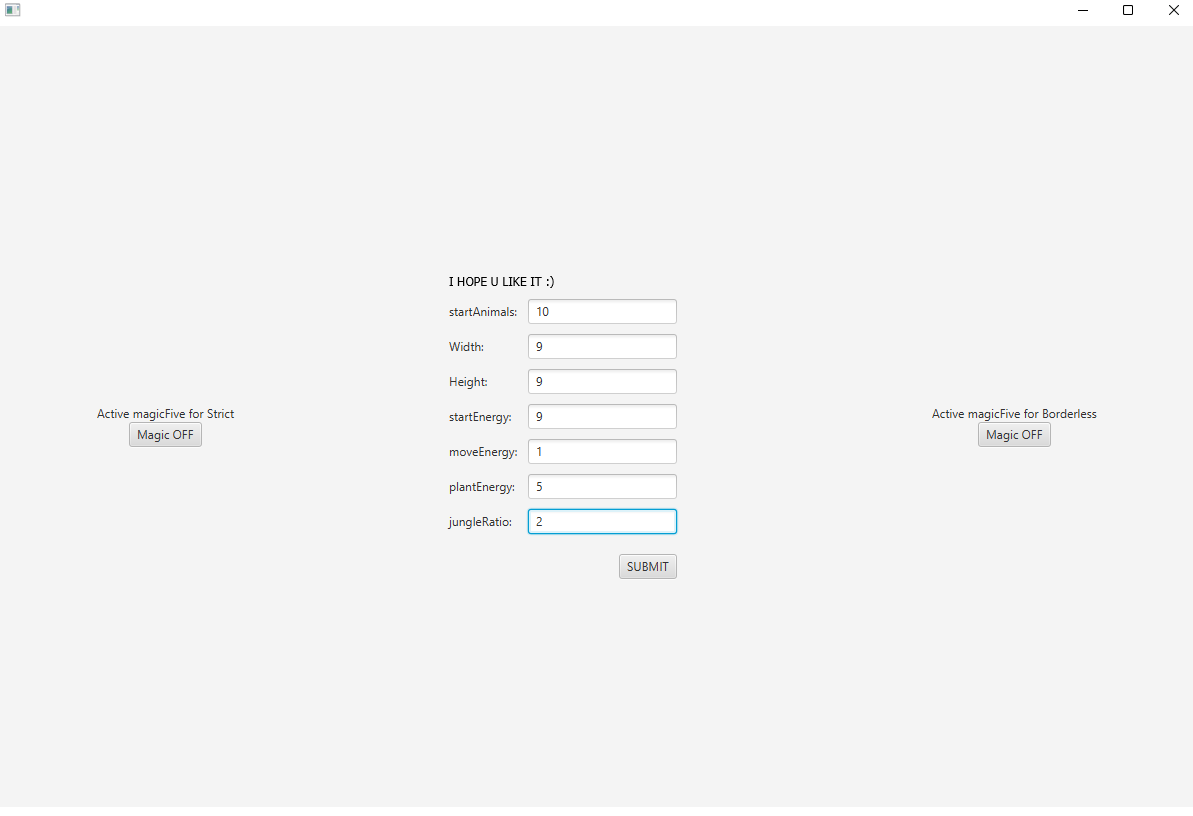 I HOPE U LIKE IT :)
startAnimals: 10
Width: 9
Height: 9
startEnergy: 9
moveEnergy: 1
plantEnergy: 5
jungleRatio: 2
SUBMIT
Active magicFive for Strict
Magic OFF
Active magicFive for Borderless
Magic OFF